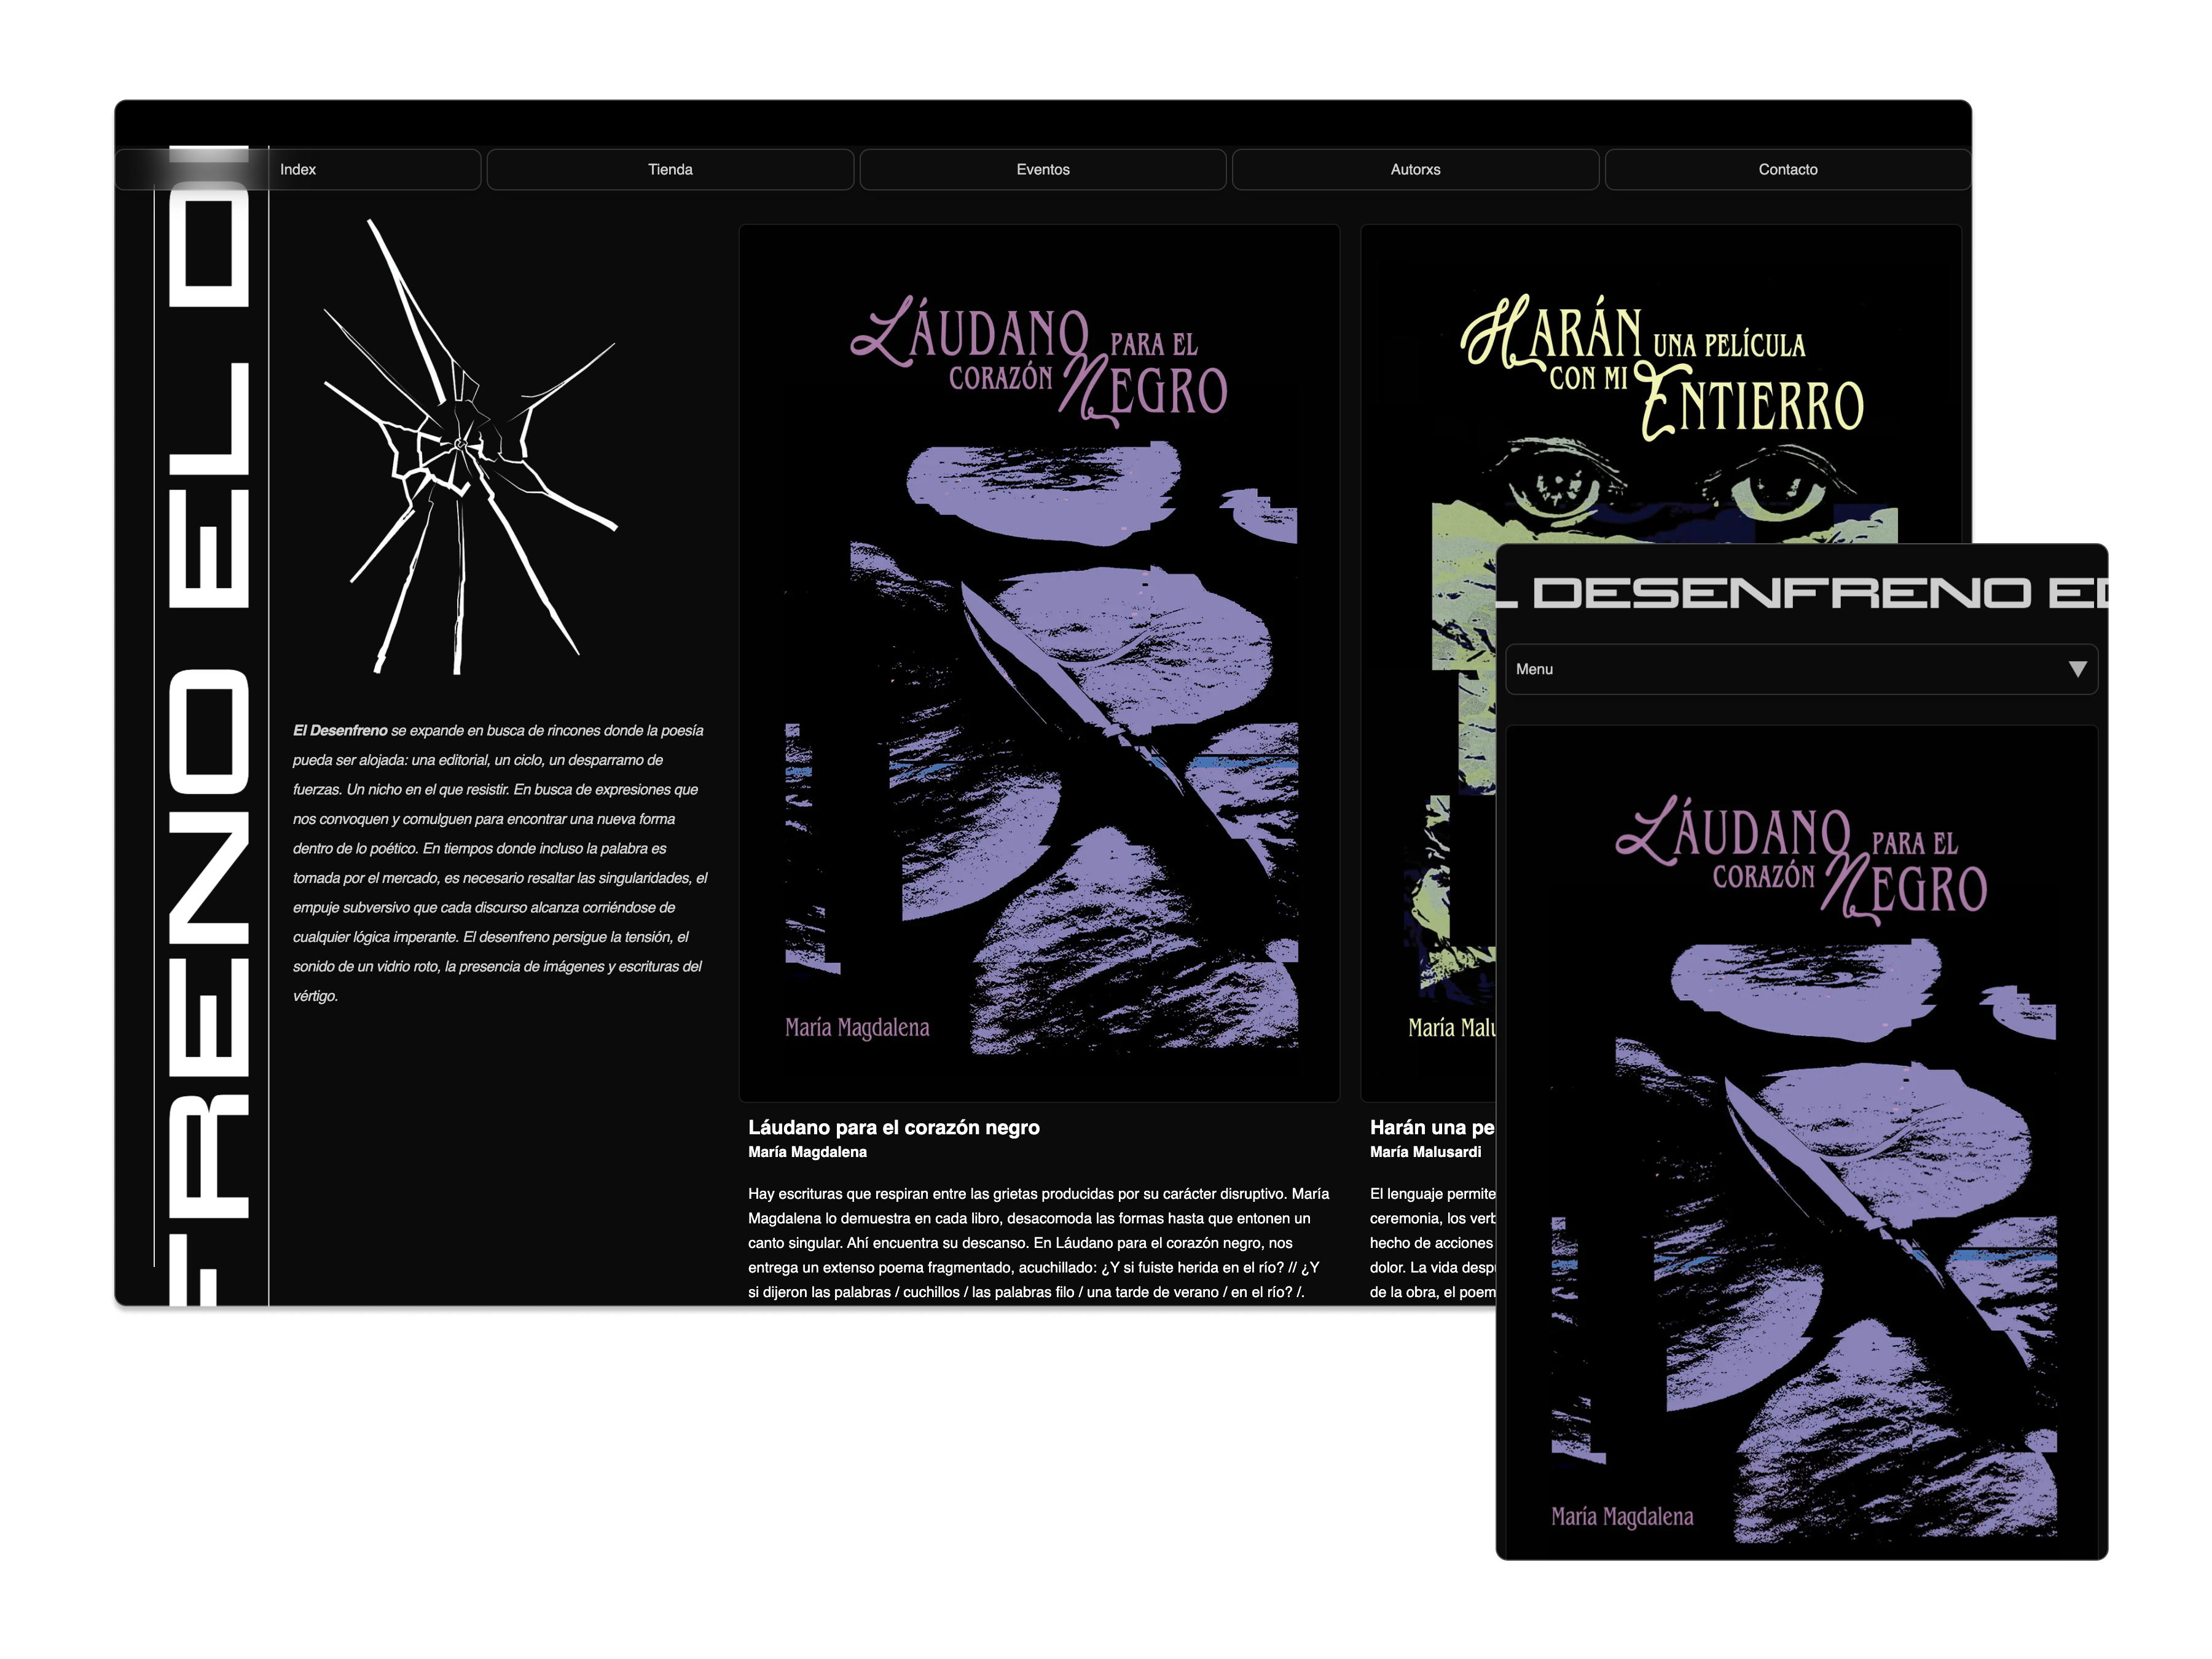 Index
Tienda
Eventos
Autorxs
Contacto
FRENO EL D
El Desenfreno se expande en busca de rincones donde la poesía
pueda ser alojada: una editorial, un ciclo, un desparramo de
fuerzas. Un nicho en el que resistir. En busca de expresiones que
nos convoquen y comulguen para encontrar una nueva forma
dentro de lo poético. En tiempos donde incluso la palabra es
tomada por el mercado, es necesario resaltar las singularidades, el
empuje subversivo que cada discurso alcanza corriéndose de
cualquier lógica imperante. El desenfreno persigue la tensión, el
sonido de un vidrio roto, la presencia de imágenes y escrituras del
vértigo.
LÁUDANO PARA EL
CORAZÓN NEGRO
María Magdalena
Láudano para el corazón negro
María Magdalena
Hay escrituras que respiran entre las grietas producidas por su carácter disruptivo. María
Magdalena lo demuestra en cada libro, desacomoda las formas hasta que entonen un
canto singular. Ahí encuentra su descanso. En Láudano para el corazón negro, nos
entrega un extenso poema fragmentado, acuchillado: ¿Y si fuiste herida en el río? // ¿Y
si dijeron las palabras / cuchillos / las palabras filo / una tarde de verano / en el río? /.
HARÁN UNA PELÍCULA
CON MI ENTIERRO
María Malu
Harán una pe
María Malusardi
El lenguaje permite
ceremonia, los verb
hecho de acciones
dolor. La vida despu
de la obra, el poem
L DESENFRENO ED
Menu
LÁUDANO PARA EL
CORAZÓN NEGRO
María Magdalena